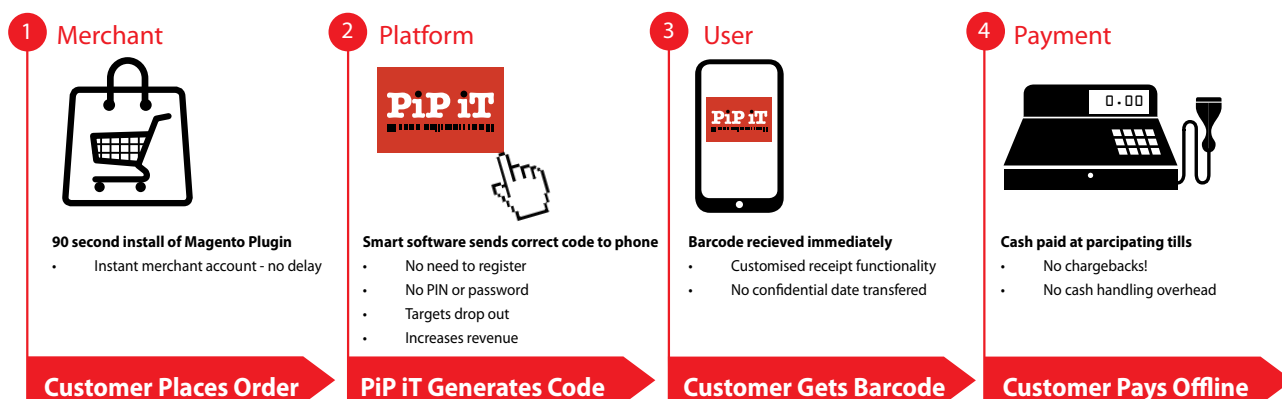 1 Merchant
PiP iT
90 second install of Magento Plugin
• Instant merchant account - no delay
Customer Places Order
2 Platform
PiP iT
Smart software sends correct code to phone
• No need to register
• No PIN or password
• Targets drop out
• Increases revenue
PiP iT Generates Code
3 User
PiP iT
Barcode recieved immediately
• Customised receipt functionality
• No confidential date transfered
Customer Gets Barcode
4 Payment
0.00
Cash paid at parcipating tills
• No chargebacks!
• No cash handling overhead
Customer Pays Offline